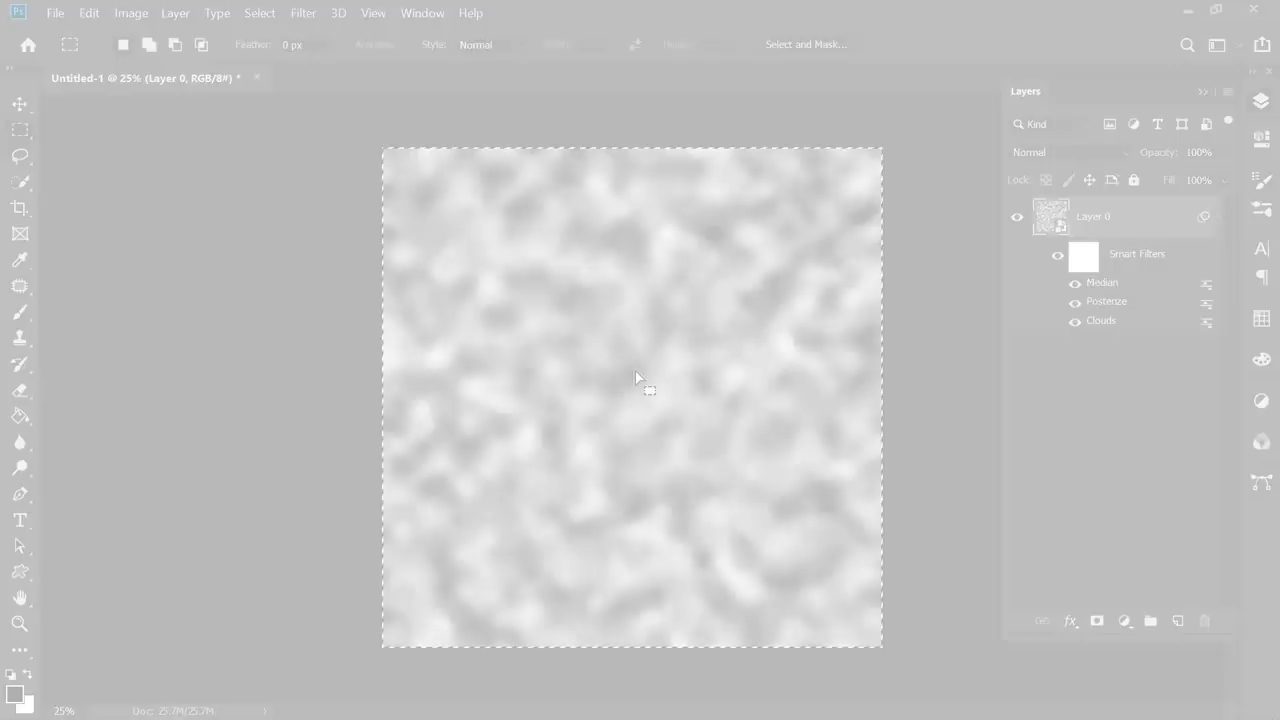 Ps File Edit Image Layer Type Select Filter 3D View Window Help
Feather: 0 px Style: Normal Select and Mask...
Untitled-1 @ 25% (Layer 0, RGB/8#) *
Layers
Kind
Normal Opacity: 100%
Lock: Fill: 100%
Layer 0
Smart Filters
Median
Posterize
Clouds
25% Doc: 25.7M/25.7M